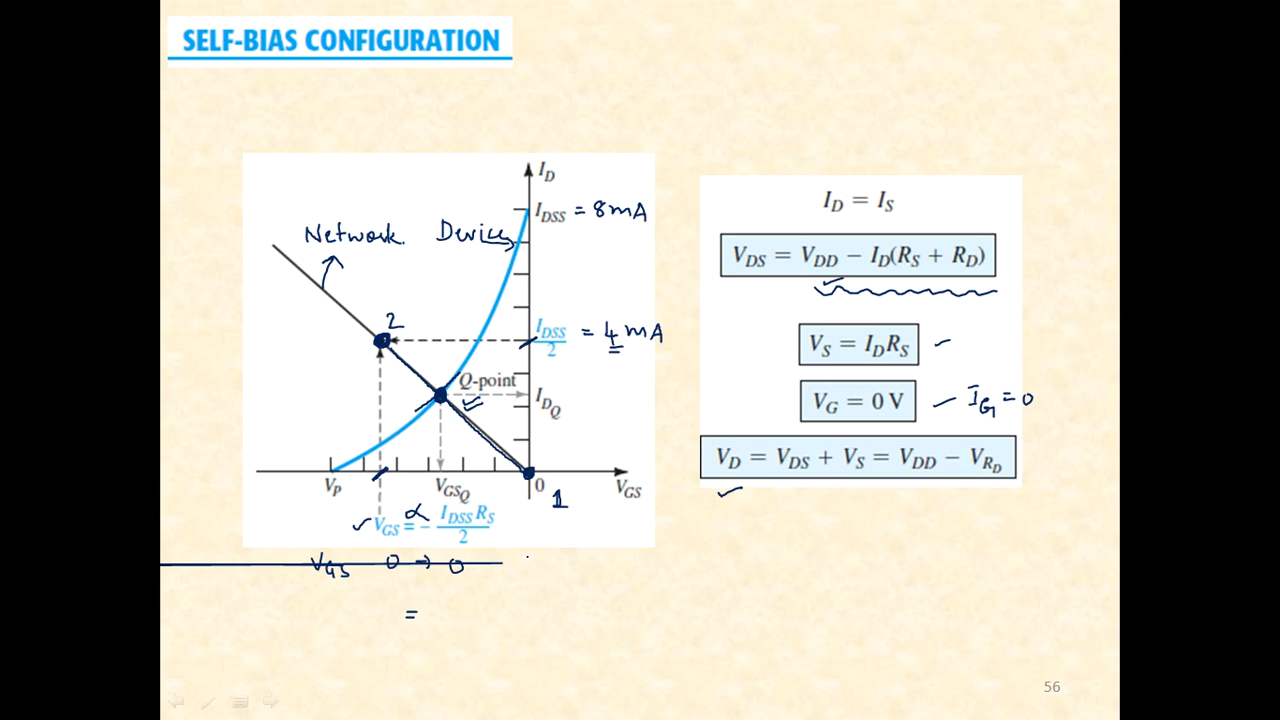 SELF-BIAS CONFIGURATION
I_D
I_DSS = 8mA
Network. Device
2
I_DSS/2 = 4 mA
Q-point
I_DQ
V_P
V_GSQ
0
1
V_GS
α
V_GS = - I_DSS R_S/2
V_GS 0 → 0
=
I_D = I_S
V_DS = V_DD − I_D(R_S + R_D)
V_S = I_D R_S
V_G = 0 V
I_G = 0
V_D = V_DS + V_S = V_DD − V_RD
56